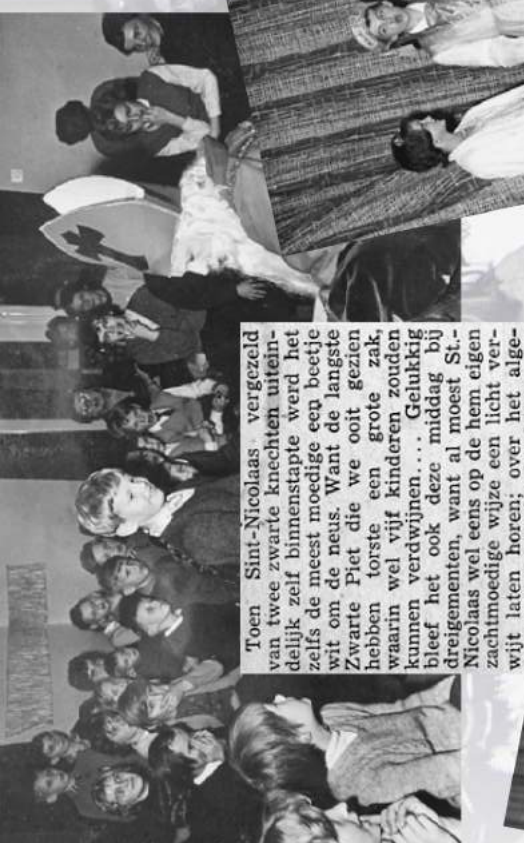 Toen Sint-Nicolaas vergezeld
van twee zwarte knechten uitein-
delijk zelf binnenstapte werd het
zelfs de meest moedige een beetje
wit om de neus. Want de langste
Zwarte Piet die we ooit gezien
hebben torste een grote zak,
waarin wel vijf kinderen zouden
kunnen verdwijnen.... Gelukkig
bleef het ook deze middag bij
dreigementen, want al moest St.-
Nicolaas wel eens op de hem eigen
zachtmoedige wijze een licht ver-
wijt laten horen: over het alge-